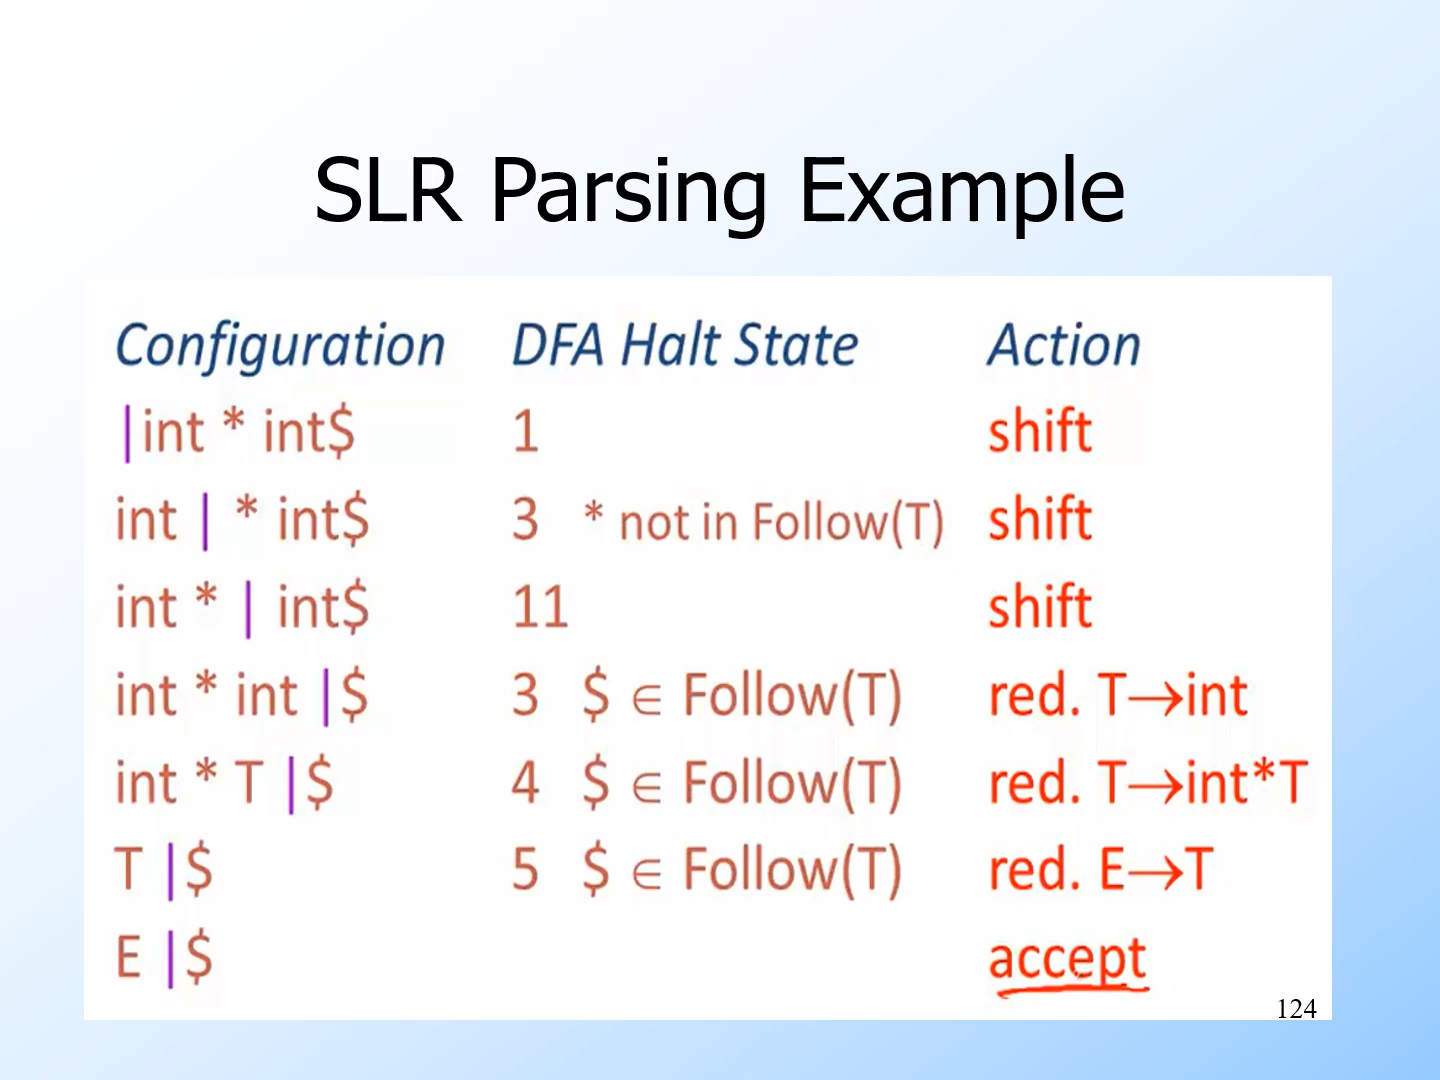 SLR Parsing Example
Configuration DFA Halt State Action
|int * int$ 1 shift
int | * int$ 3 * not in Follow(T) shift
int * | int$ 11 shift
int * int |$ 3 $ ∈ Follow(T) red. T→int
int * T |$ 4 $ ∈ Follow(T) red. T→int*T
T |$ 5 $ ∈ Follow(T) red. E→T
E |$ accept
124